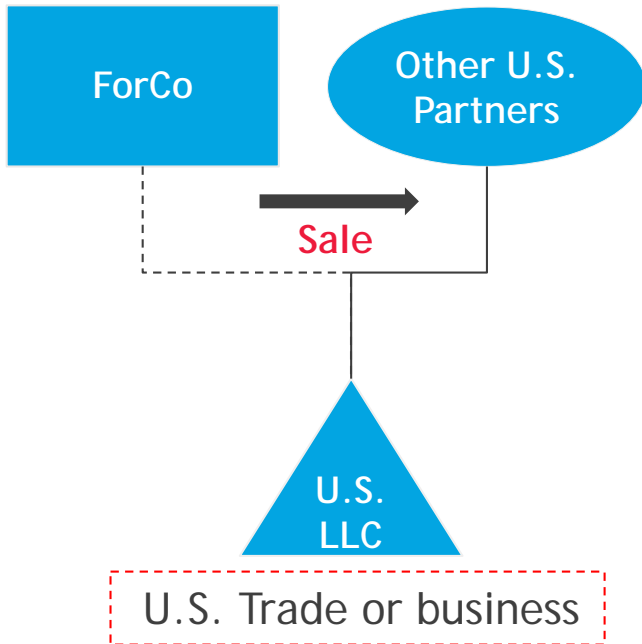 ForCo
Other U.S.
Partners
Sale
U.S.
LLC
U.S. Trade or business